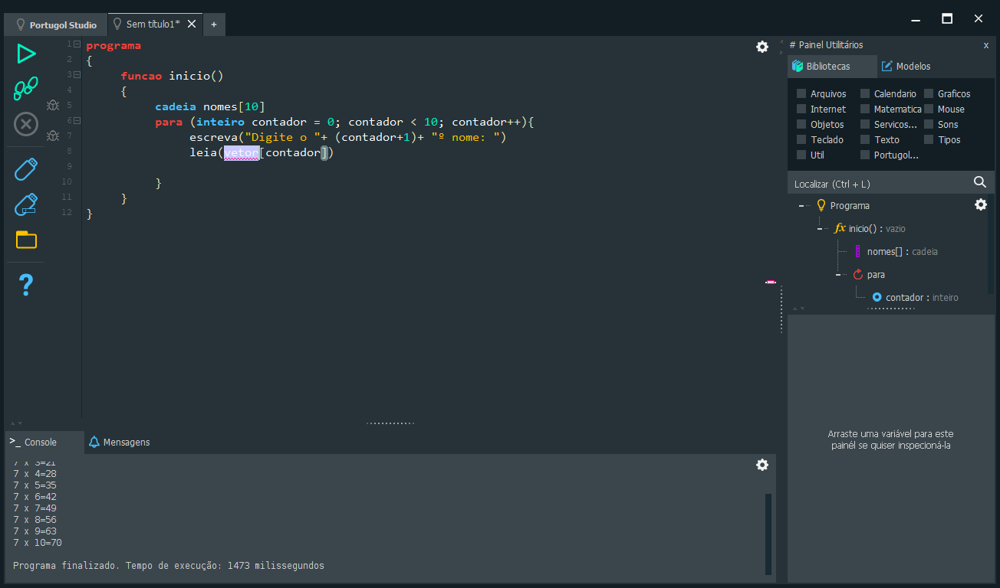 Portugol Studio
Sem título1*
+
1 programa
2 {
3 funcao inicio()
4 {
5 cadeia nomes[10]
6 para (inteiro contador = 0; contador < 10; contador++){
7 escreva("Digite o "+ (contador+1)+ "º nome: ")
8 leia(vetor[contador])
9
10 }
11 }
12 }
# Painel Utilitários x
Bibliotecas Modelos
Arquivos Calendario Graficos
Internet Matematica Mouse
Objetos Servicos... Sons
Teclado Texto Tipos
Util Portugol...
Localizar (Ctrl + L)
Programa
fx inicio() : vazio
nomes[] : cadeia
para
contador : inteiro
Arraste uma variável para este
painél se quiser inspecioná-la
?
>_ Console Mensagens
7 x 3=21
7 x 4=28
7 x 5=35
7 x 6=42
7 x 7=49
7 x 8=56
7 x 9=63
7 x 10=70
Programa finalizado. Tempo de execução: 1473 milissegundos